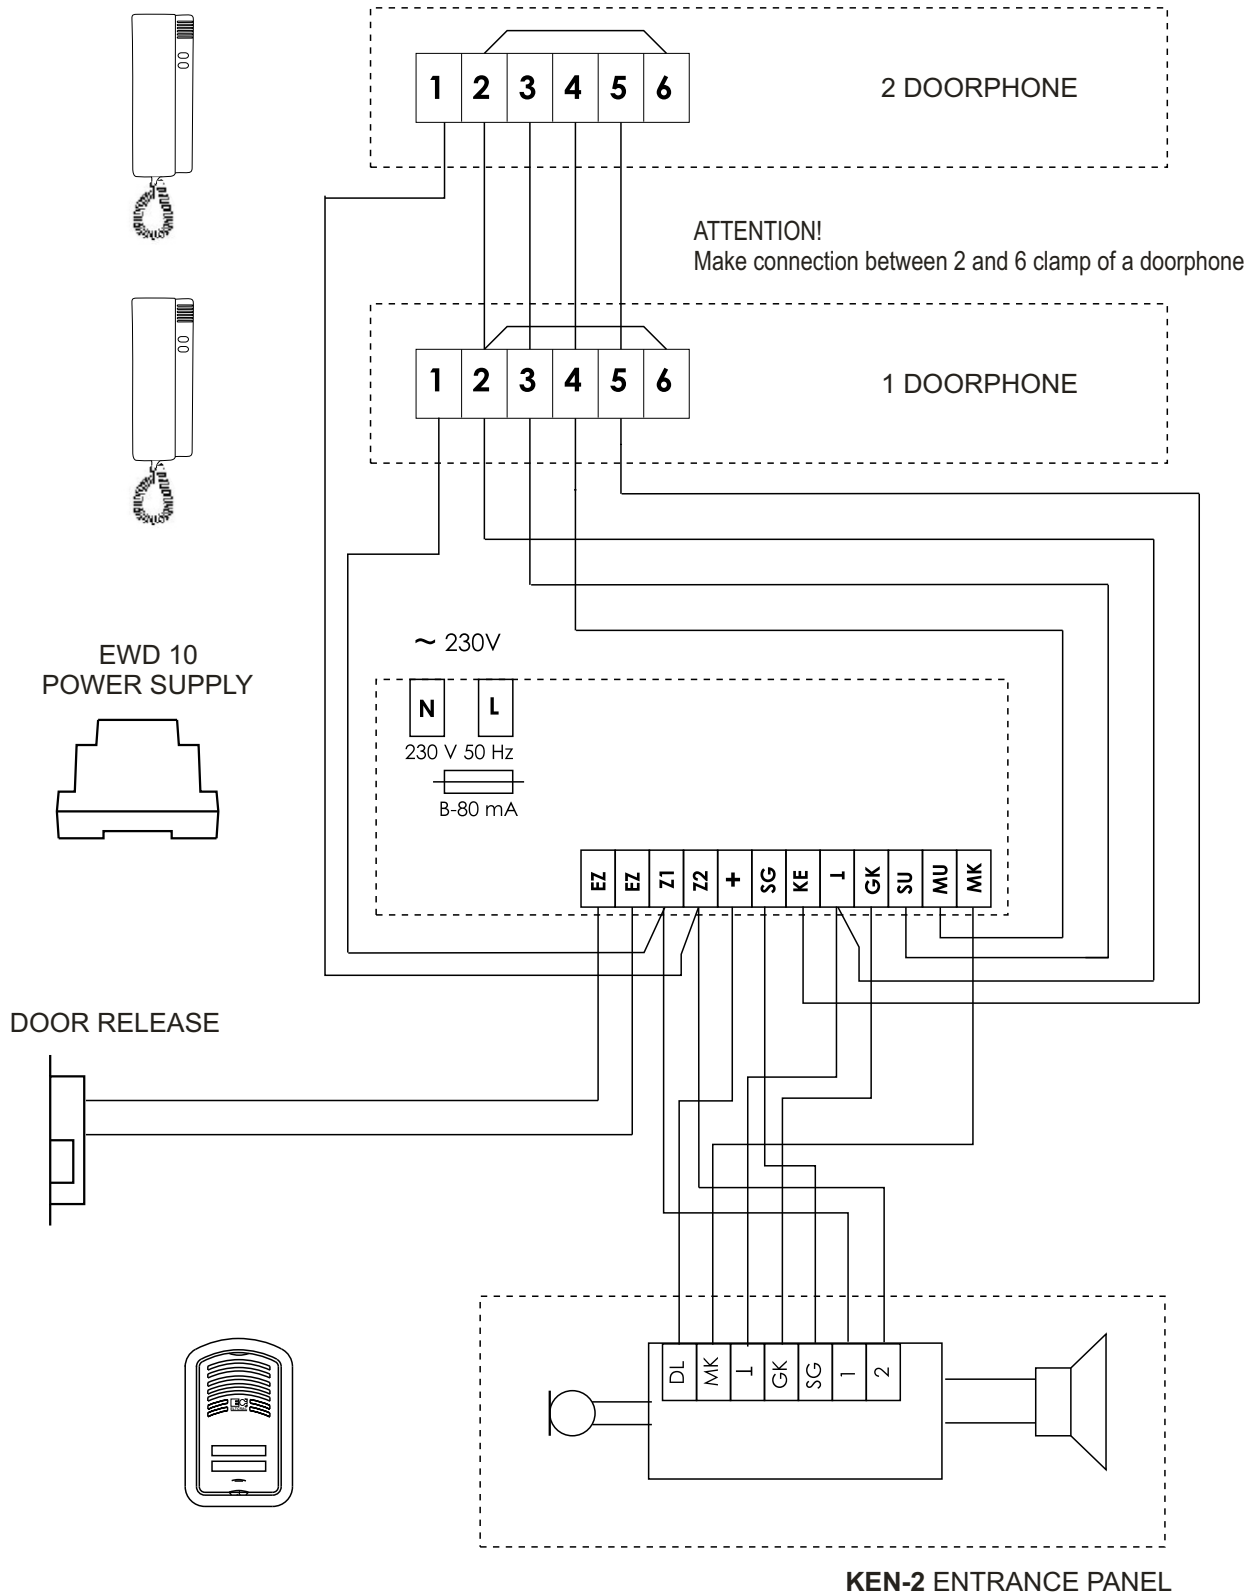 1 2 3 4 5 6
2 DOORPHONE
ATTENTION!
Make connection between 2 and 6 clamp of a doorphone
1 2 3 4 5 6
1 DOORPHONE
~ 230V
EWD 10
POWER SUPPLY
N L
230 V 50 Hz
B-80 mA
EZ EZ Z1 Z2 + SG KE ⊥ GK SU MU MK
DOOR RELEASE
DL MK ⊥ GK SG 1 2
KEN-2 ENTRANCE PANEL